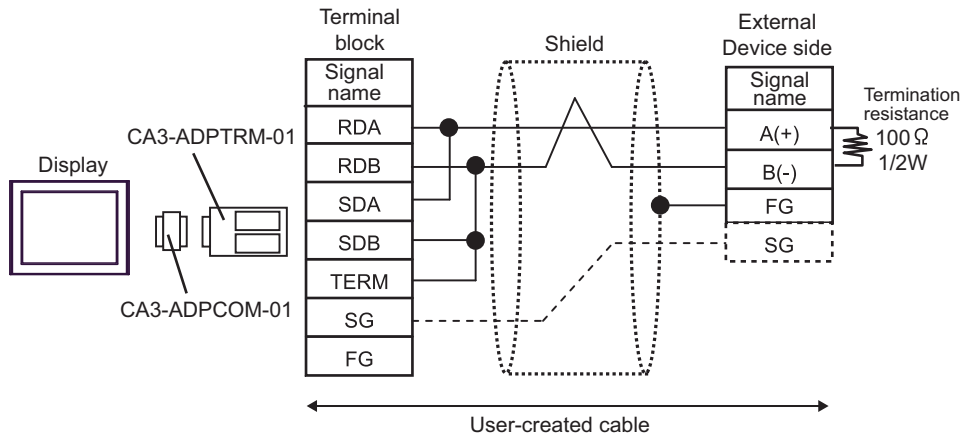 Terminal
block
Shield
External
Device side
Signal
name
RDA
RDB
SDA
SDB
TERM
SG
FG
Signal
name
A(+)
B(-)
FG
SG
Termination
resistance
100 Ω
1/2W
CA3-ADPTRM-01
Display
CA3-ADPCOM-01
User-created cable